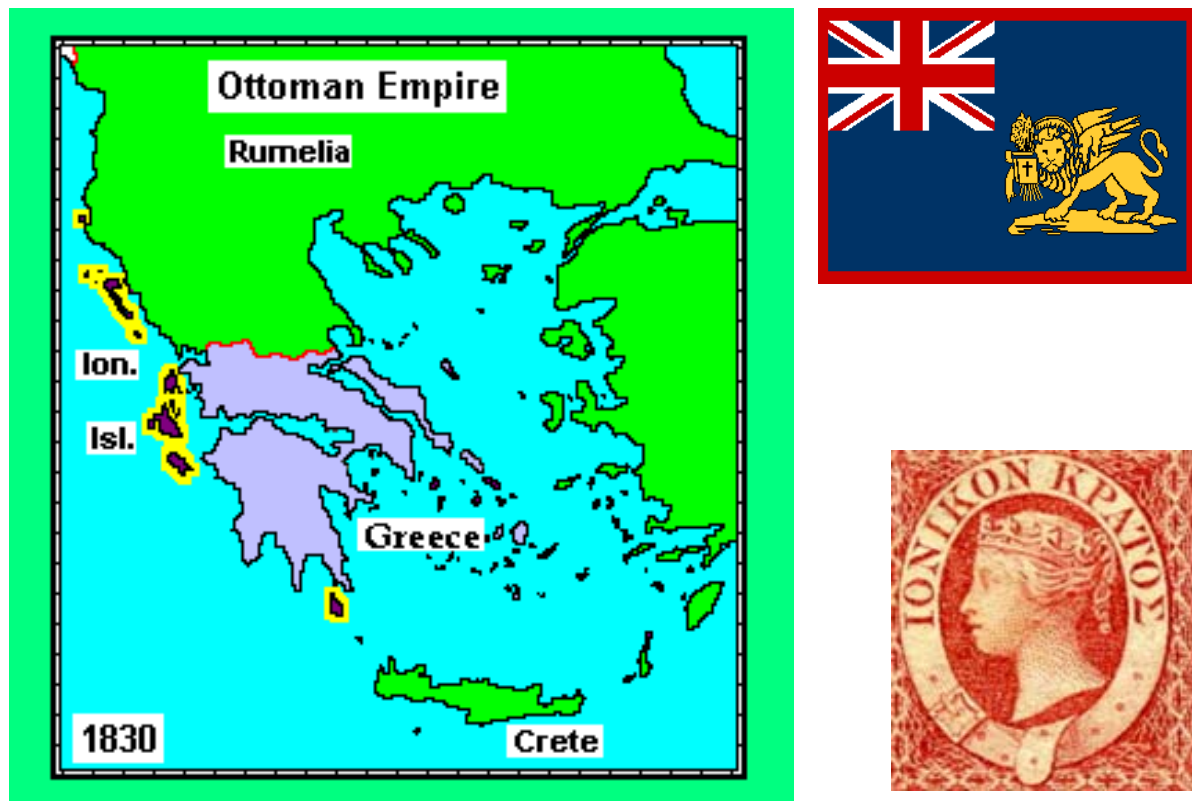 Ottoman Empire
Rumelia
Ion.
Isl.
Greece
1830
Crete
ΙΟΝΙΚΟΝ ΚΡΑΤΟΣ